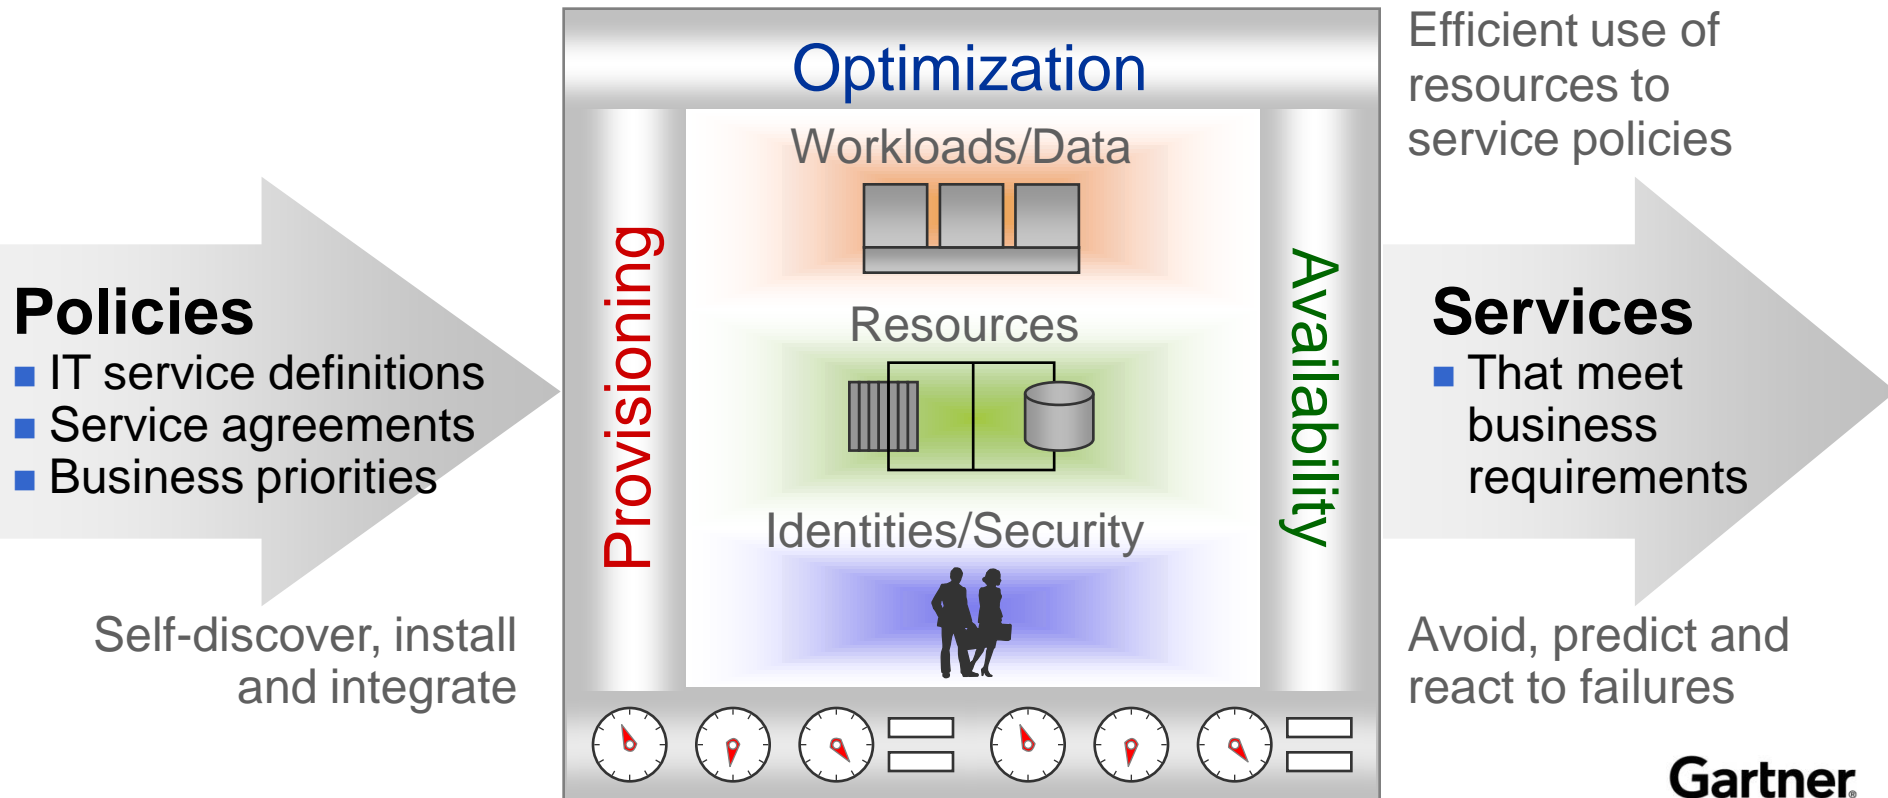 Policies
IT service definitions
Service agreements
Business priorities
Self-discover, install
and integrate
Optimization
Provisioning
Workloads/Data
Resources
Identities/Security
Availability
Efficient use of
resources to
service policies
Services
That meet
business
requirements
Avoid, predict and
react to failures
Gartner®